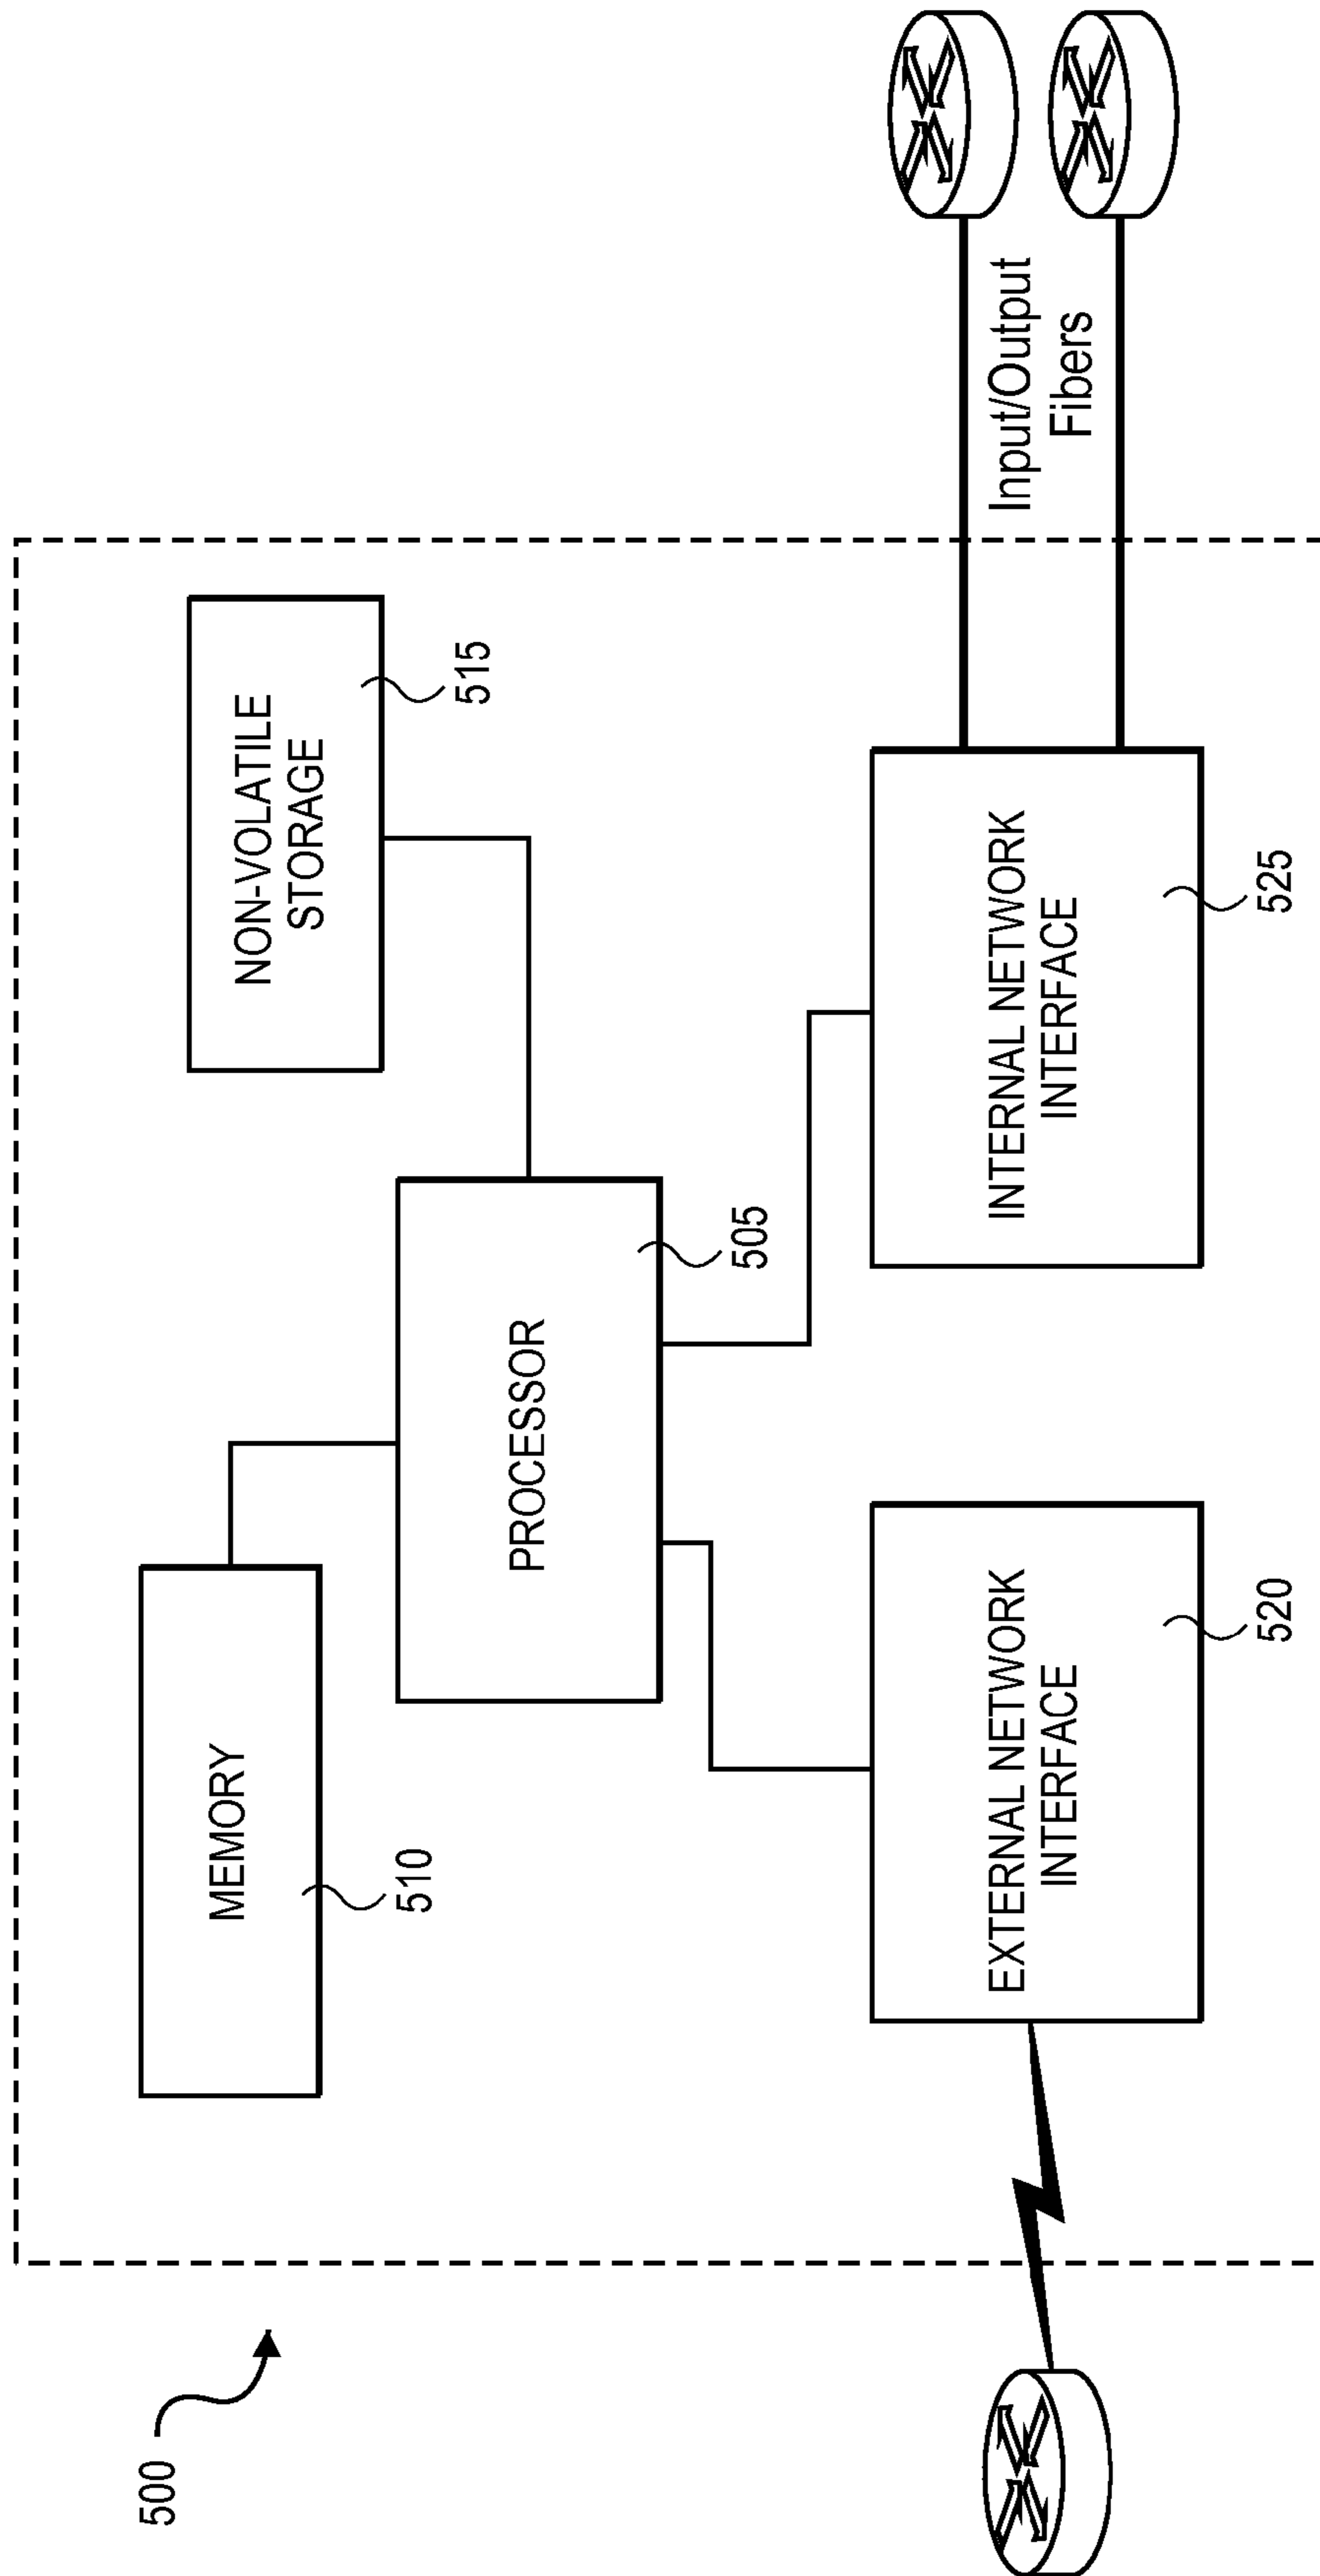 500
MEMORY
510
NON-VOLATILE
STORAGE
515
PROCESSOR
505
EXTERNAL NETWORK
INTERFACE
520
INTERNAL NETWORK
INTERFACE
525
Input/Output
Fibers